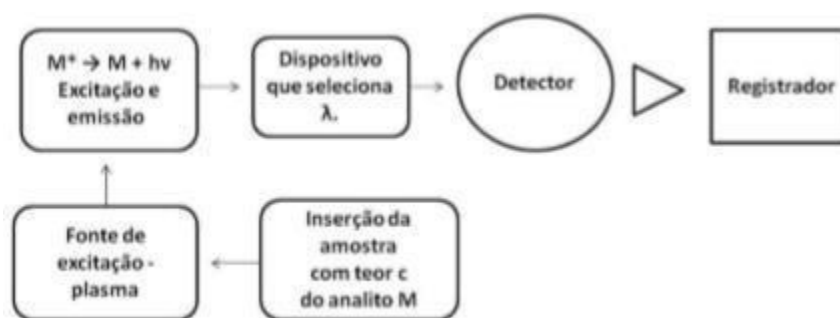 M* → M + hν
Excitação e
emissão
Dispositivo
que seleciona
λ.
Detector
Registrador
Fonte de
excitação -
plasma
Inserção da
amostra
com teor c
do analito M